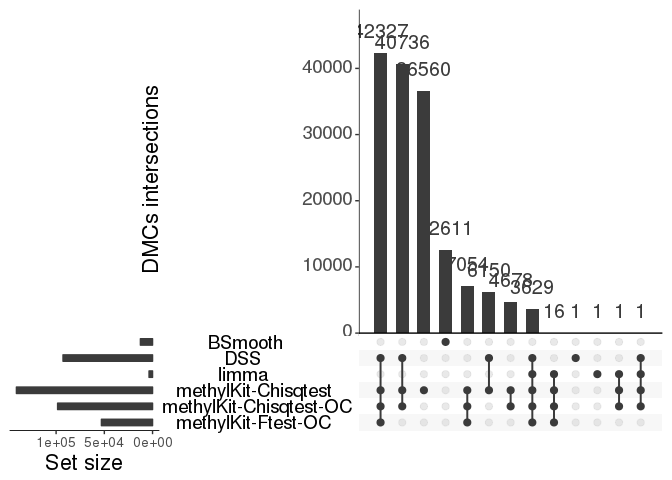 42327
40736
36560
40000
30000
20000
2611
7054
6150
4678
3629
16 1 1 1 1
10000
0
DMCs intersections
BSmooth
DSS
limma
methylKit-Chisqtest
methylKit-Chisqtest-OC
methylKit-Ftest-OC
1e+05 5e+04 0e+00
Set size